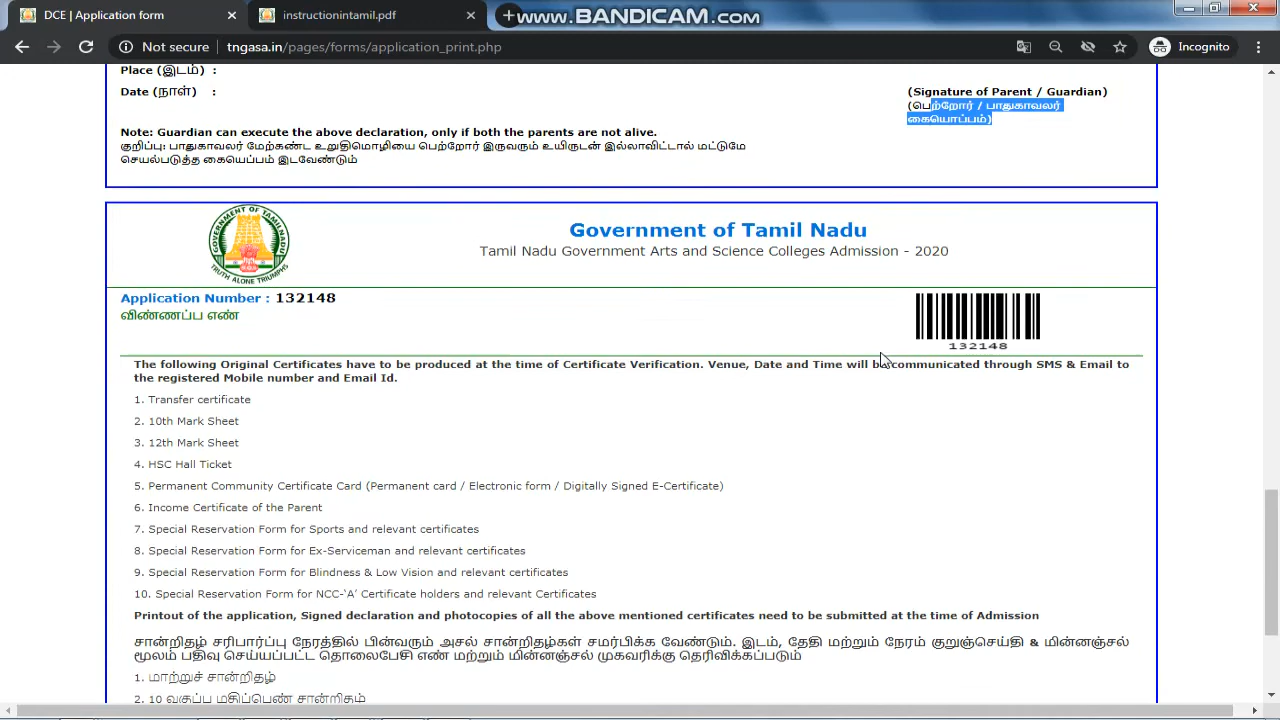 DCE | Application form
instructionintamil.pdf
www.BANDICAM.com
Not secure
tngasa.in/pages/forms/application_print.php
Incognito
Place (இடம்) :
Date (நாள்) :
(Signature of Parent / Guardian)
(பெற்றோர் / பாதுகாவலர்
கையொப்பம்)
Note: Guardian can execute the above declaration, only if both the parents are not alive.
குறிப்பு: பாதுகாவலர் மேற்கண்ட உறுதிமொழியை பெற்றோர் இருவரும் உயிருடன் இல்லாவிட்டால் மட்டுமே
செயல்படுத்த கையெப்பம் இடவேண்டும்
GOVERNMENT OF TAMILNADU
TRUTH ALONE TRIUMPHS
Government of Tamil Nadu
Tamil Nadu Government Arts and Science Colleges Admission - 2020
Application Number : 132148
விண்ணப்ப எண்
132148
The following Original Certificates have to be produced at the time of Certificate Verification. Venue, Date and Time will be communicated through SMS & Email to
the registered Mobile number and Email Id.
1. Transfer certificate
2. 10th Mark Sheet
3. 12th Mark Sheet
4. HSC Hall Ticket
5. Permanent Community Certificate Card (Permanent card / Electronic form / Digitally Signed E-Certificate)
6. Income Certificate of the Parent
7. Special Reservation Form for Sports and relevant certificates
8. Special Reservation Form for Ex-Serviceman and relevant certificates
9. Special Reservation Form for Blindness & Low Vision and relevant certificates
10. Special Reservation Form for NCC-‘A’ Certificate holders and relevant Certificates
Printout of the application, Signed declaration and photocopies of all the above mentioned certificates need to be submitted at the time of Admission
சான்றிதழ் சரிபார்ப்பு நேரத்தில் பின்வரும் அசல் சான்றிதழ்கள் சமர்பிக்க வேண்டும். இடம், தேதி மற்றும் நேரம் குறுஞ்செய்தி & மின்னஞ்சல்
மூலம் பதிவு செய்யப்பட்ட தொலைபேசி எண் மற்றும் மின்னஞ்சல் முகவரிக்கு தெரிவிக்கப்படும்
1. மாற்றுச் சான்றிதழ்
2. 10 வகுப்ப மதிப்பெண் சான்றிதழ்